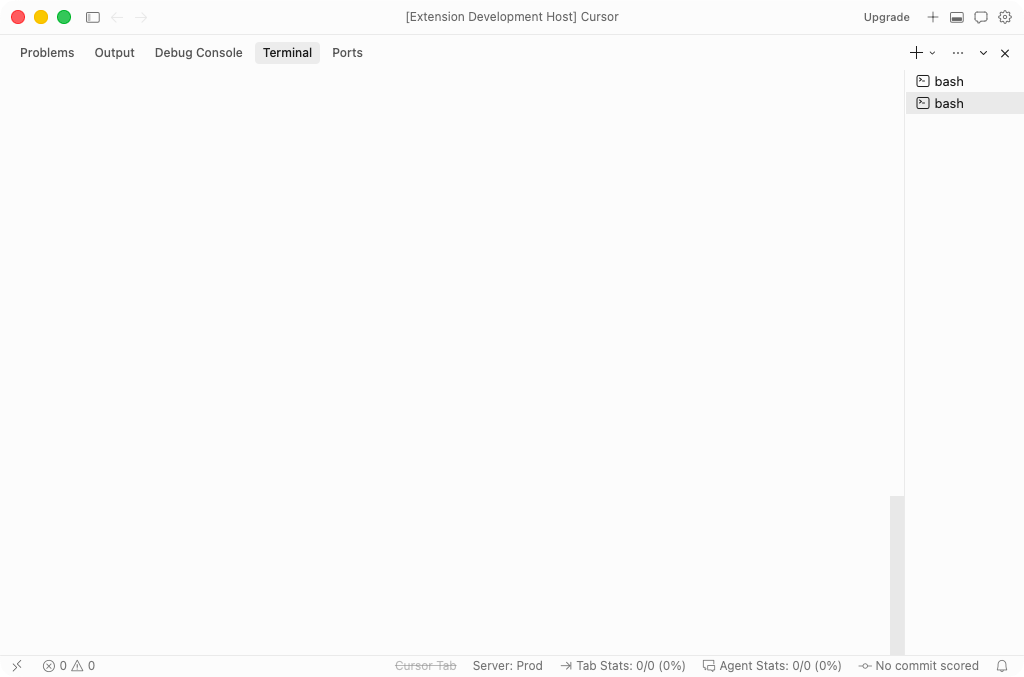 [Extension Development Host] Cursor
Upgrade
Problems Output Debug Console Terminal Ports
bash
bash
0 0 Cursor Tab Server: Prod Tab Stats: 0/0 (0%) Agent Stats: 0/0 (0%) No commit scored